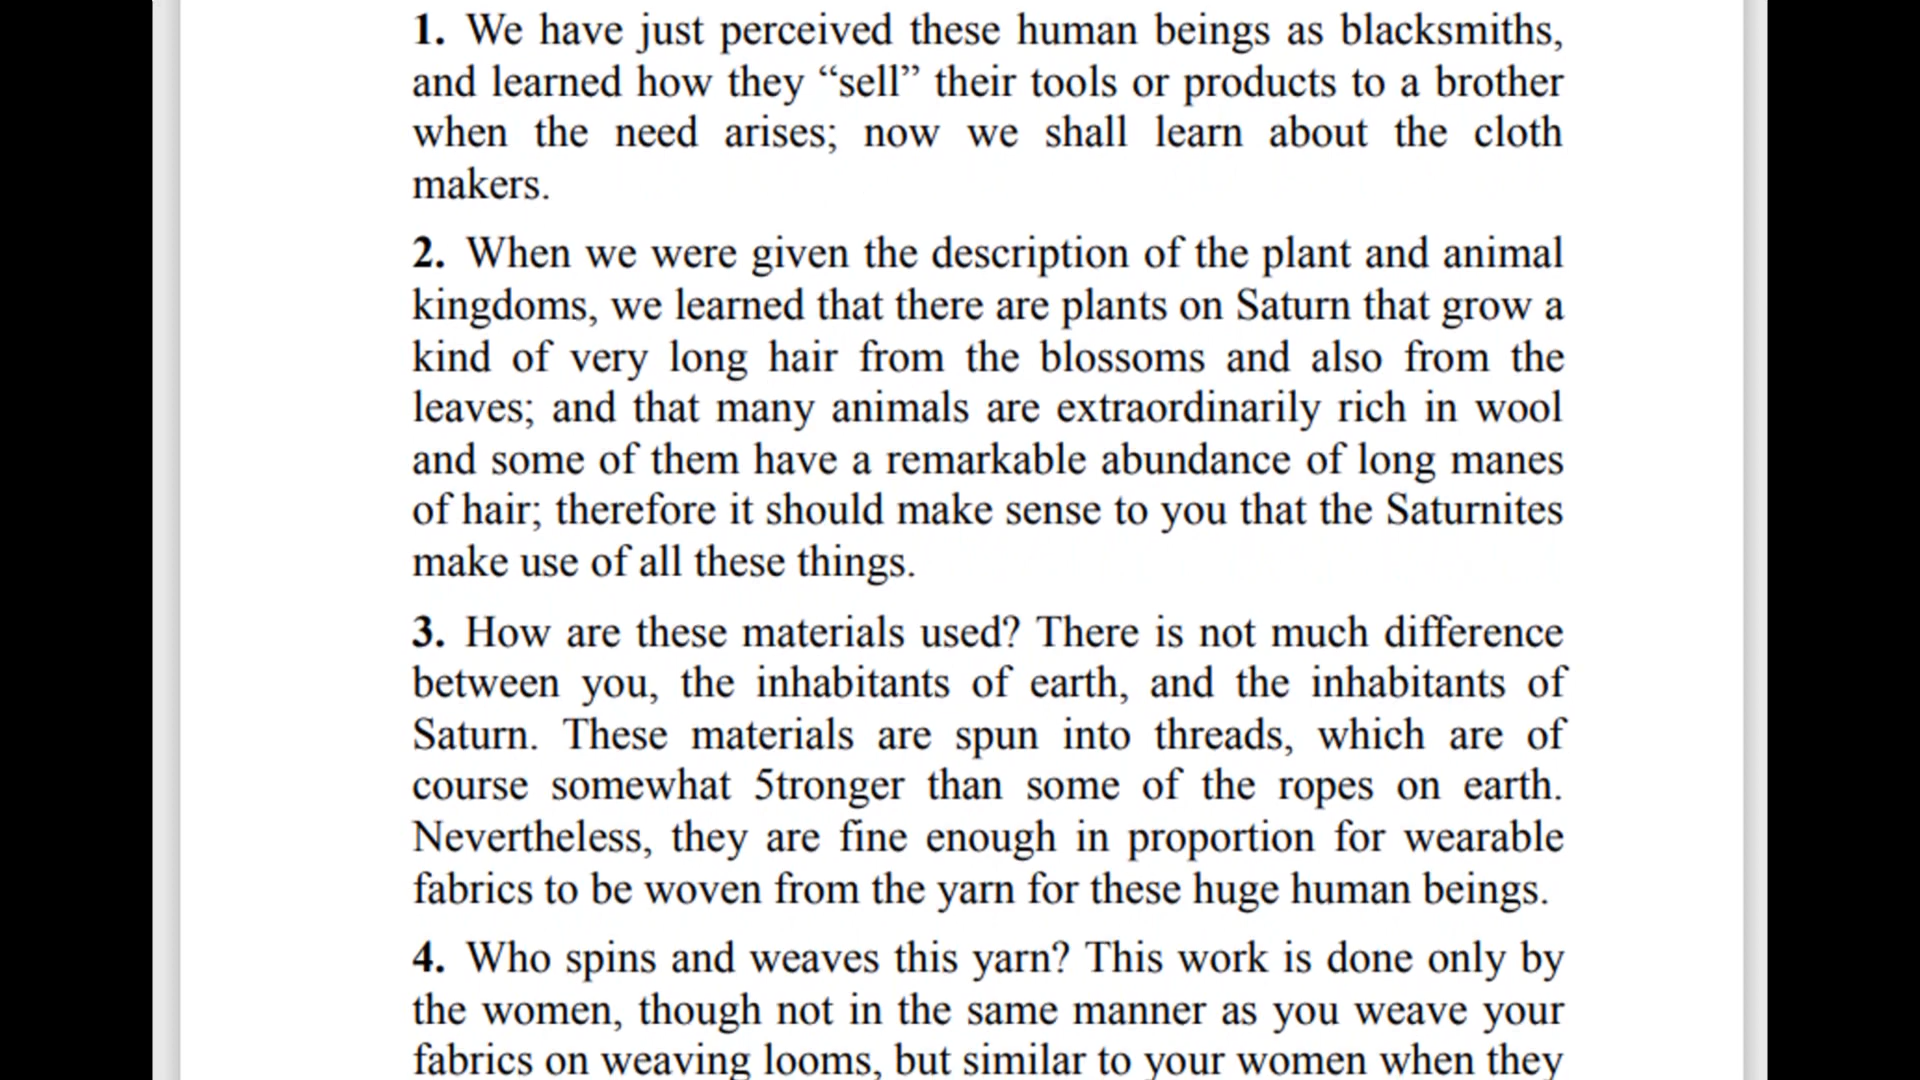 1. We have just perceived these human beings as blacksmiths,
and learned how they “sell” their tools or products to a brother
when the need arises; now we shall learn about the cloth
makers.
2. When we were given the description of the plant and animal
kingdoms, we learned that there are plants on Saturn that grow a
kind of very long hair from the blossoms and also from the
leaves; and that many animals are extraordinarily rich in wool
and some of them have a remarkable abundance of long manes
of hair; therefore it should make sense to you that the Saturnites
make use of all these things.
3. How are these materials used? There is not much difference
between you, the inhabitants of earth, and the inhabitants of
Saturn. These materials are spun into threads, which are of
course somewhat 5tronger than some of the ropes on earth.
Nevertheless, they are fine enough in proportion for wearable
fabrics to be woven from the yarn for these huge human beings.
4. Who spins and weaves this yarn? This work is done only by
the women, though not in the same manner as you weave your
fabrics on weaving looms, but similar to your women when they